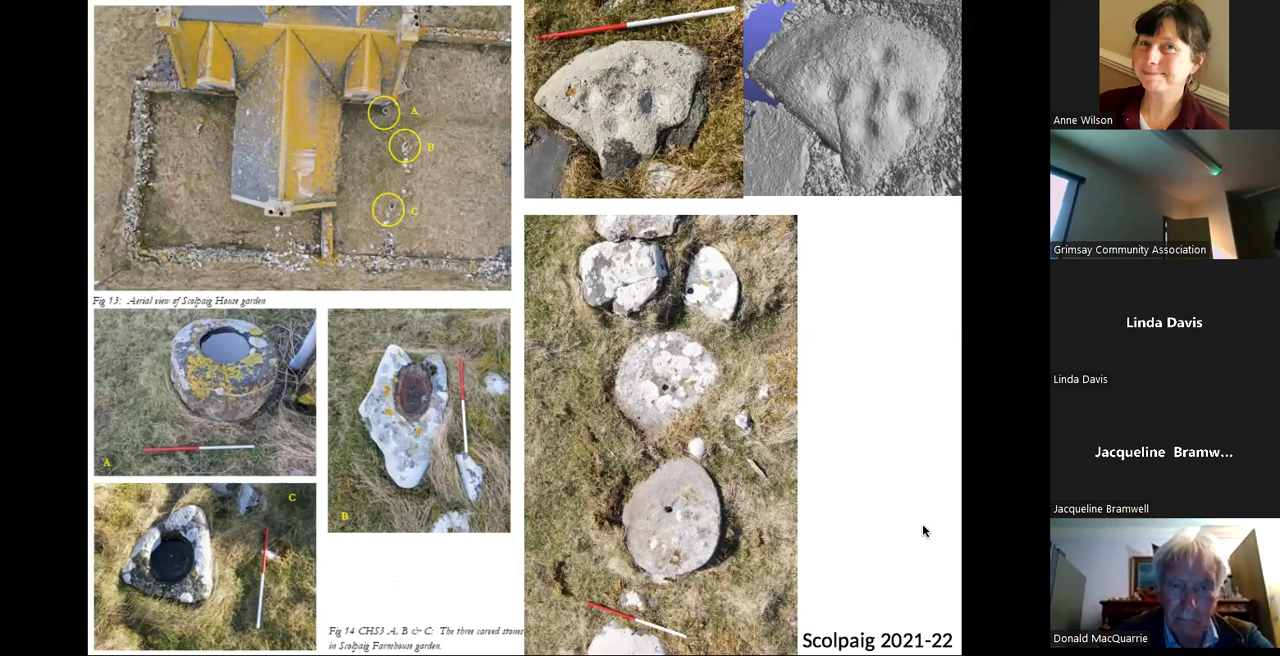 A
B
C
Fig 13: Aerial view of Scolpaig House garden
A
B
C
Fig 14 CHS3 A, B & C: The three carved stones
in Scolpaig Farmhouse garden.
Scolpaig 2021-22
Anne Wilson
Grimsay Community Association
Linda Davis
Linda Davis
Jacqueline Bramw...
Jacqueline Bramwell
Donald MacQuarrie